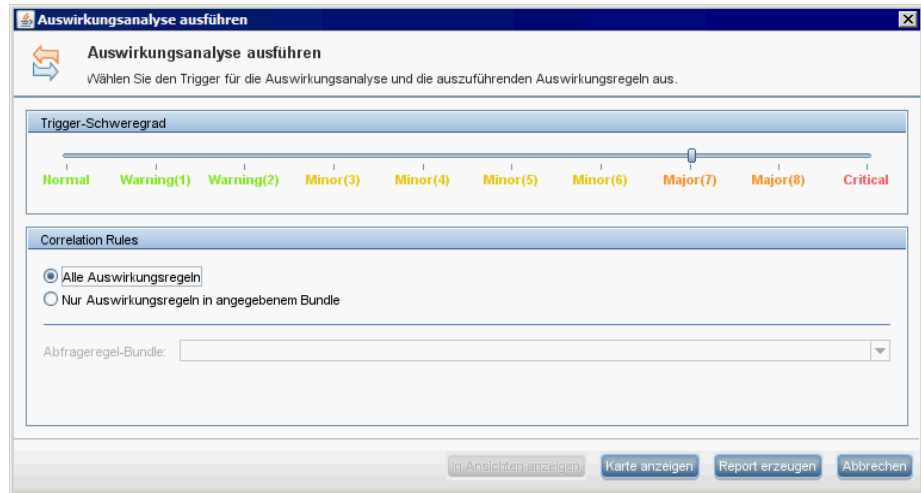 Auswirkungsanalyse ausführen
Auswirkungsanalyse ausführen
Wählen Sie den Trigger für die Auswirkungsanalyse und die auszuführenden Auswirkungsregeln aus.
Trigger-Schweregrad
Normal Warning(1) Warning(2) Minor(3) Minor(4) Minor(5) Minor(6) Major(7) Major(8) Critical
Correlation Rules
Alle Auswirkungsregeln
Nur Auswirkungsregeln in angegebenem Bundle
Abfrageregel-Bundle:
In Ansichten anzeigen Karte anzeigen Report erzeugen Abbrechen